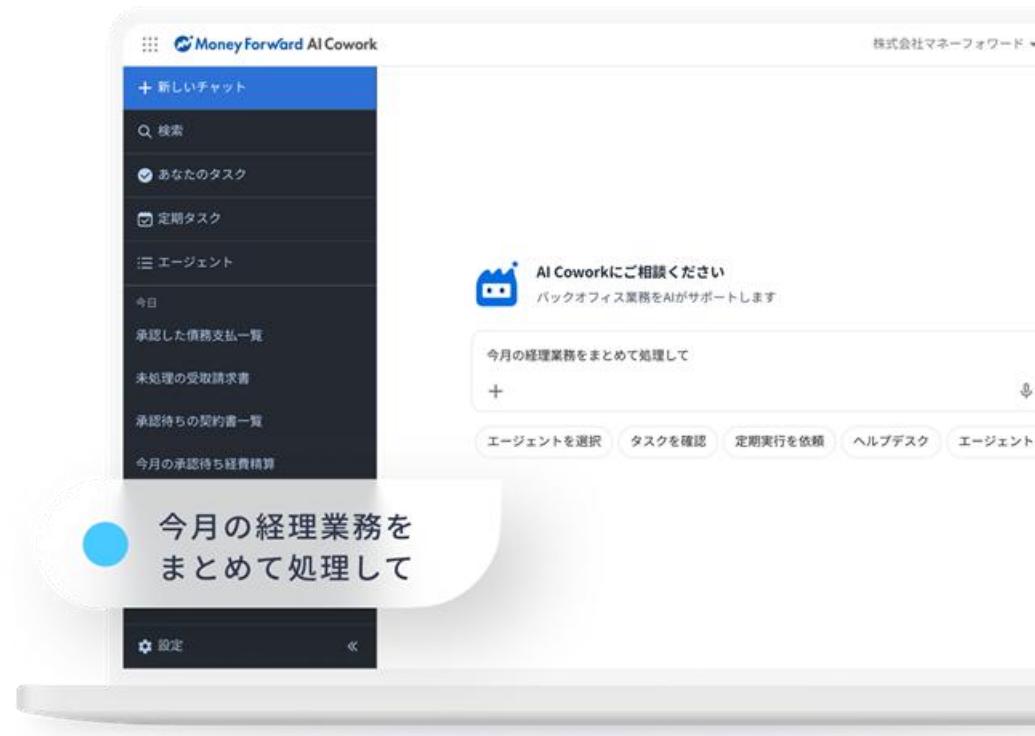 Money Forward AI Cowork
株式会社マネーフォワード
新しいチャット
検索
あなたのタスク
定期タスク
エージェント
今日
承認した債務支払一覧
未処理の受取請求書
承認待ちの契約書一覧
今月の承認待ち経費精算
設定
AI Coworkにご相談ください
バックオフィス業務をAIがサポートします
今月の経理業務をまとめて処理して
エージェントを選択
タスクを確認
定期実行を依頼
ヘルプデスク
エージェント
今月の経理業務を
まとめて処理して